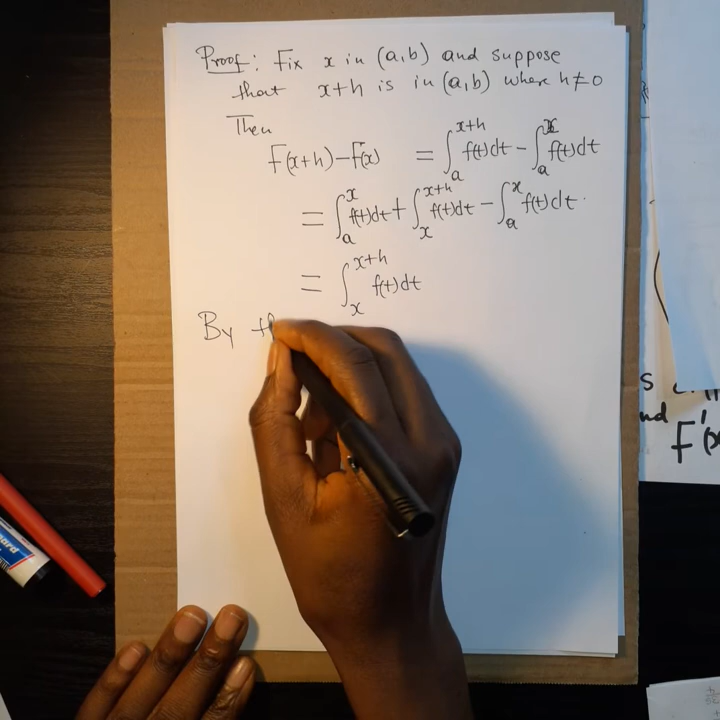 Proof: Fix x in (a,b) and suppose
that x+h is in (a,b) where h≠0
Then
F(x+h)-F(x) = ∫_a^{x+h} f(t)dt - ∫_a^x f(t)dt
= ∫_a^x f(t)dt + ∫_x^{x+h} f(t)dt - ∫_a^x f(t)dt.
= ∫_x^{x+h} f(t)dt
By th
F'(x